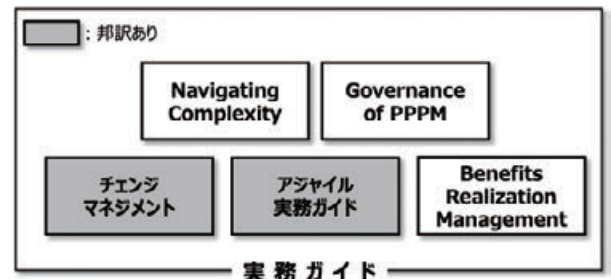 : 邦訳あり
Navigating
Complexity
Governance
of PPPM
チェンジ
マネジメント
アジャイル
実務ガイド
Benefits
Realization
Management
実務ガイド